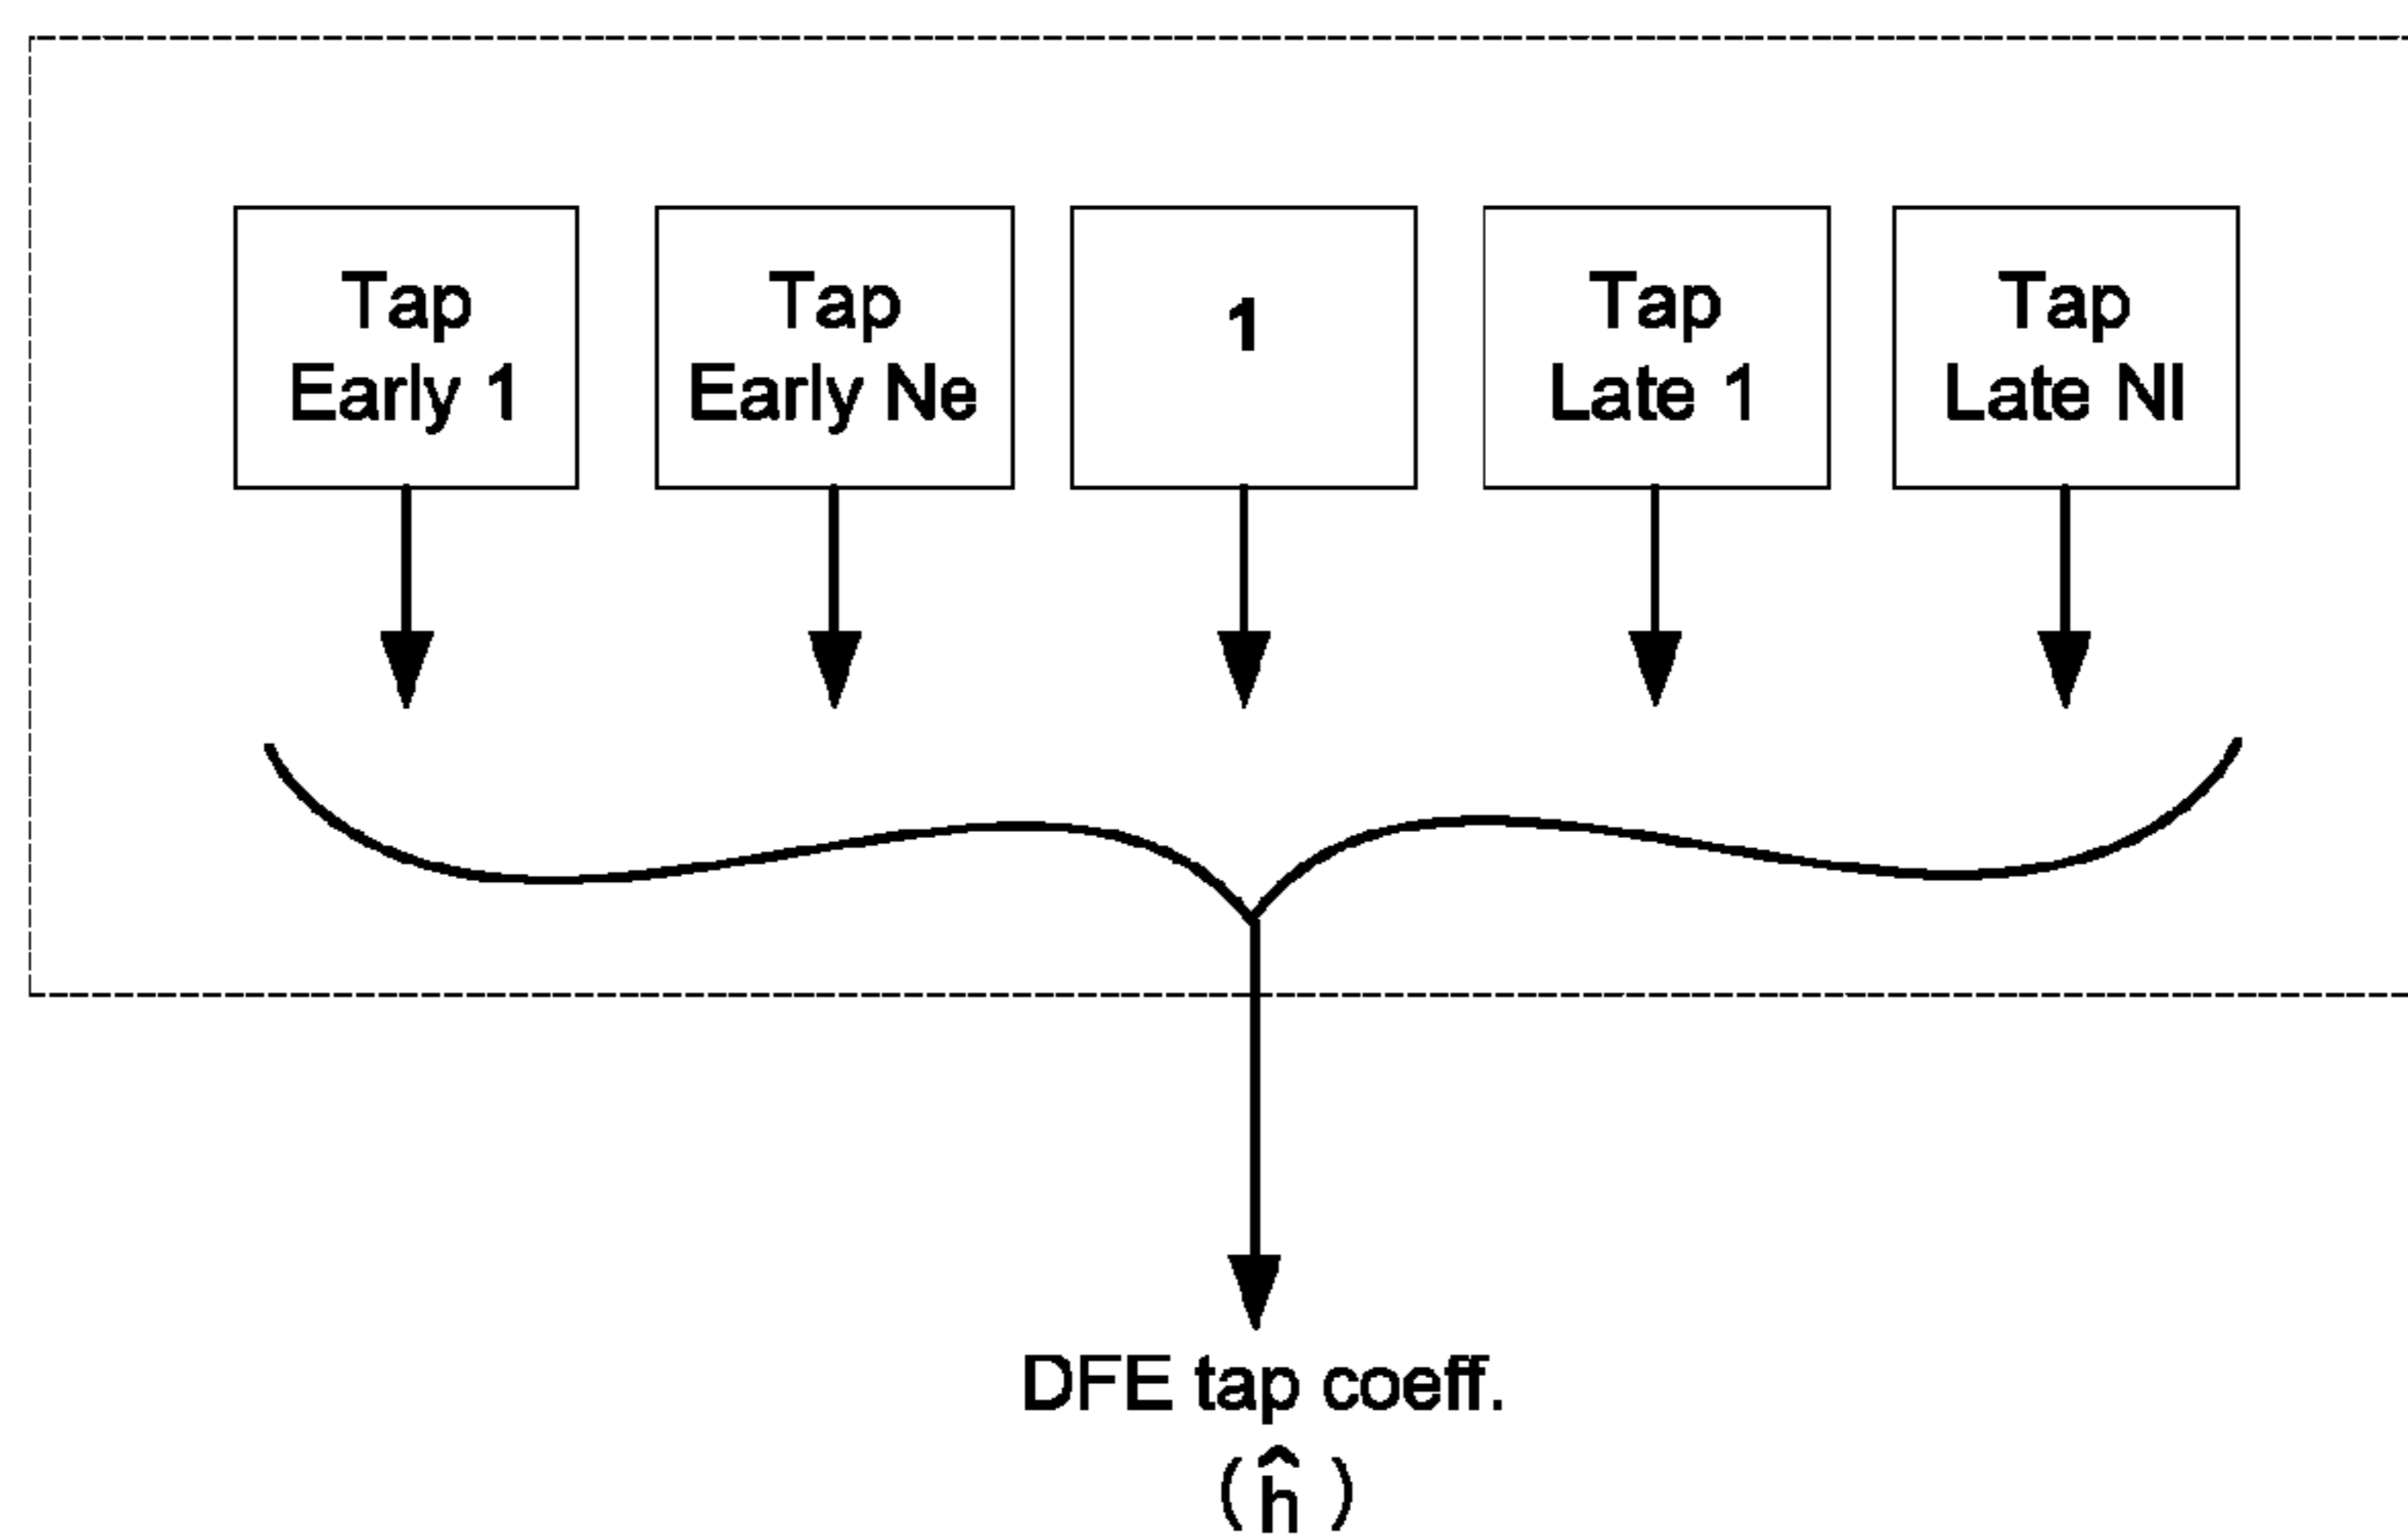 Tap
Early 1
Tap
Early Ne
1
Tap
Late 1
Tap
Late Nl
DFE tap coeff.
(ĥ)